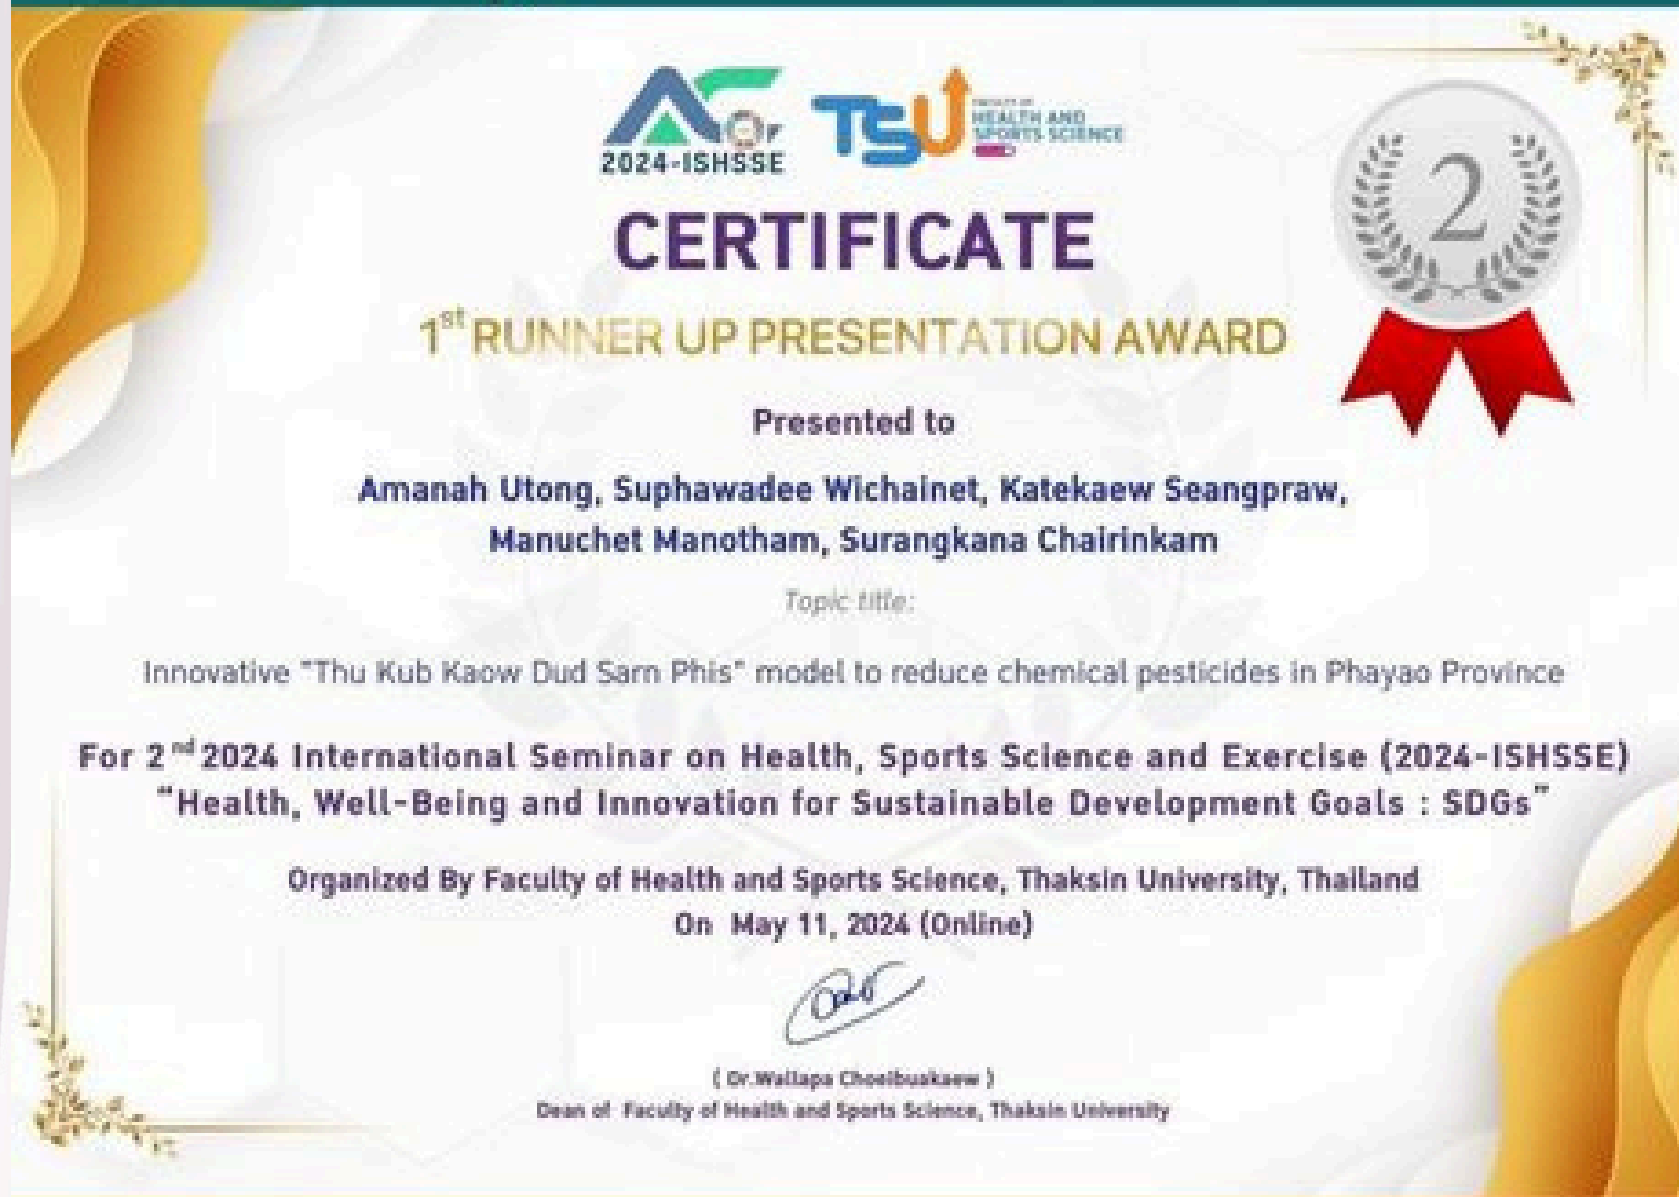 2024-ISHSSE
TSU
FACULTY OF
HEALTH AND
SPORTS SCIENCE
2
CERTIFICATE
1st RUNNER UP PRESENTATION AWARD
Presented to
Amanah Utong, Suphawadee Wichainet, Katekaew Seangpraw,
Manuchet Manotham, Surangkana Chairinkam
Topic title:
Innovative "Thu Kub Kaow Dud Sarn Phis" model to reduce chemical pesticides in Phayao Province
For 2nd 2024 International Seminar on Health, Sports Science and Exercise (2024-ISHSSE)
"Health, Well-Being and Innovation for Sustainable Development Goals : SDGs"
Organized By Faculty of Health and Sports Science, Thaksin University, Thailand
On May 11, 2024 (Online)
( Dr.Wallapa Choeibuakaew )
Dean of Faculty of Health and Sports Science, Thaksin University